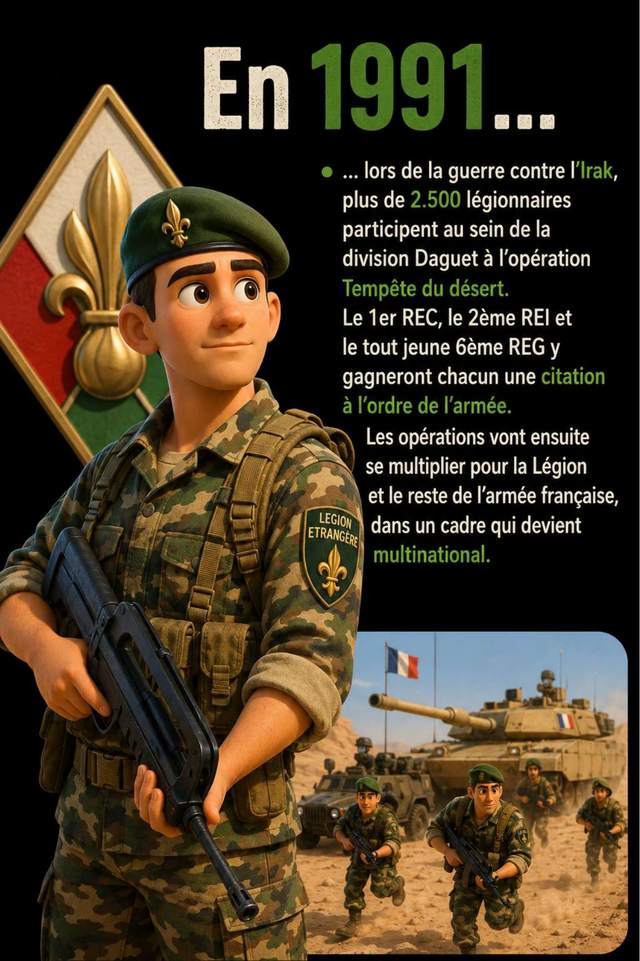 En 1991...
• ... lors de la guerre contre l'Irak,
plus de 2.500 légionnaires
participent au sein de la
division Daguet à l'opération
Tempête du désert.
Le 1er REC, le 2ème REI et
le tout jeune 6ème REG y
gagneront chacun une citation
à l'ordre de l'armée.
Les opérations vont ensuite
se multiplier pour la Légion
et le reste de l'armée française,
dans un cadre qui devient
multinational.
LEGION
ETRANGÈRE